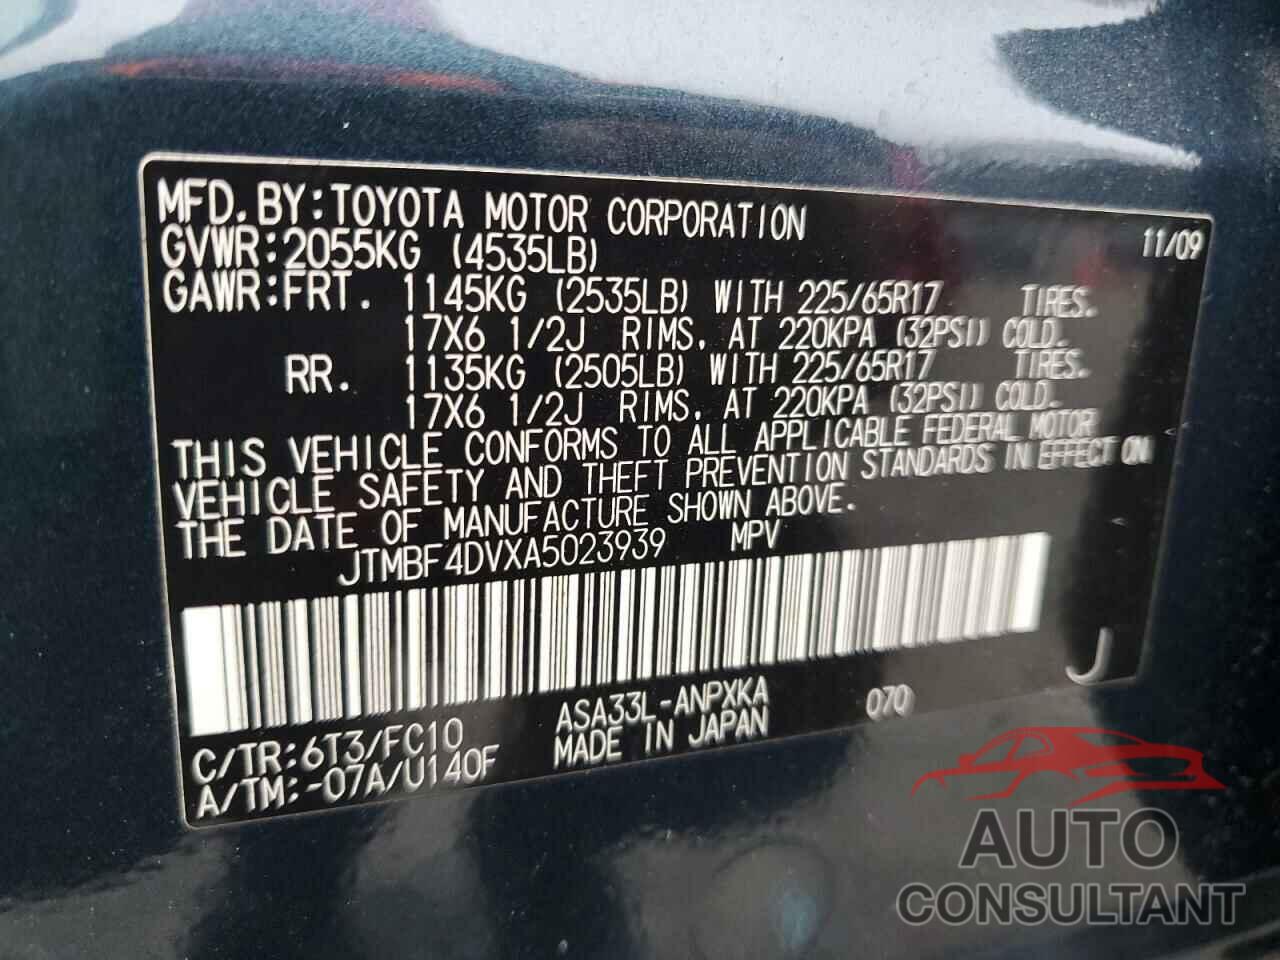 MFD.BY:TOYOTA MOTOR CORPORATION 11/09
GVWR:2055KG (4535LB)
GAWR:FRT. 1145KG (2535LB) WITH 225/65R17 TIRES.
17X6 1/2J RIMS, AT 220KPA (32PSI) COLD.
RR. 1135KG (2505LB) WITH 225/65R17 TIRES.
17X6 1/2J RIMS, AT 220KPA (32PSI) COLD.
THIS VEHICLE CONFORMS TO ALL APPLICABLE FEDERAL MOTOR
VEHICLE SAFETY AND THEFT PREVENTION STANDARDS IN EFFECT ON
THE DATE OF MANUFACTURE SHOWN ABOVE.
JTMBF4DVXA5023939 MPV
C/TR:6T3/FC10 ASA33L-ANPXKA 07Q J
A/TM:-07A/U140F MADE IN JAPAN
AUTO
CONSULTANT